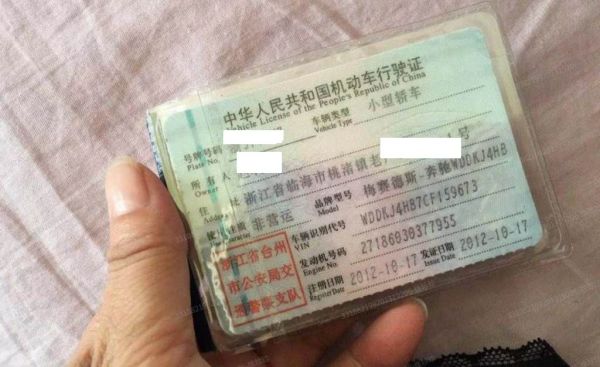 中华人民共和国机动车行驶证
Vehicle License of the People's Republic of China
号牌号码
Plate No.
车辆类型
Vehicle Type
小型轿车
所有人
Owner
住址
浙江省临海市桃渚镇老
号
使用性质
非营运
品牌型号
Model
梅赛德斯-奔驰WDDKJ4HB
车辆识别代号
VIN
WDDKJ4HB7CF159673
发动机号码
Engine No.
27186030377955
注册日期
Register Date
2012-10-17
发证日期
Issue Date
2012-10-17
浙江省台州
市公安局交
通警察支队